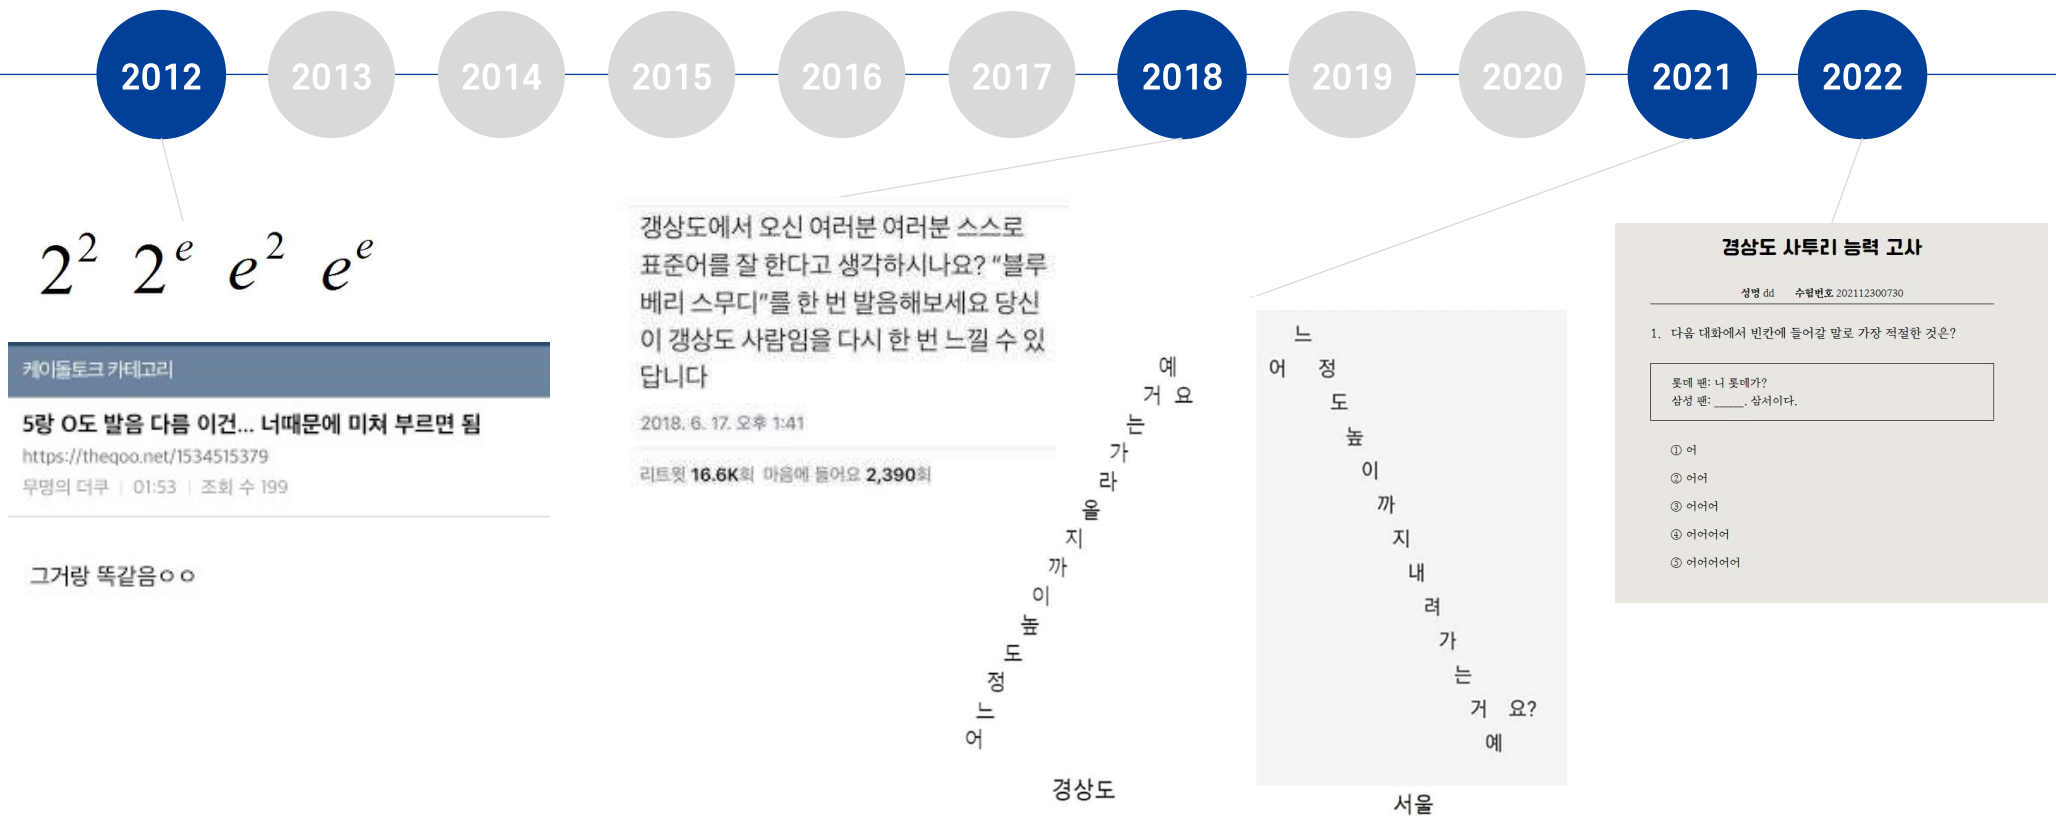 2012 2013 2014 2015 2016 2017 2018 2019 2020 2021 2022
2² 2ᵉ e² eᵉ
케이돌토크 카테고리
5랑 O도 발음 다름 이건... 너때문에 미쳐 부르면 됨
https://theqoo.net/1534515379
무명의 더쿠 | 01:53 | 조회 수 199
그거랑 똑같음ㅇㅇ
갱상도에서 오신 여러분 여러분 스스로
표준어를 잘 한다고 생각하시나요? "블루
베리 스무디"를 한 번 발음해보세요 당신
이 갱상도 사람임을 다시 한 번 느낄 수 있
답니다
2018. 6. 17. 오후 1:41
리트윗 16.6K회 마음에 들어요 2,390회
어느정도높이까지올라가는거예요
경상도
어느정도높이까지내려가는거예요?
서울
경상도 사투리 능력 고사
성명 dd 수험번호 202112300730
1. 다음 대화에서 빈칸에 들어갈 말로 가장 적절한 것은?
롯데 팬: 니 롯데가?
삼성 팬: _____. 삼서이다.
① 어
② 어어
③ 어어어
④ 어어어어
⑤ 어어어어어